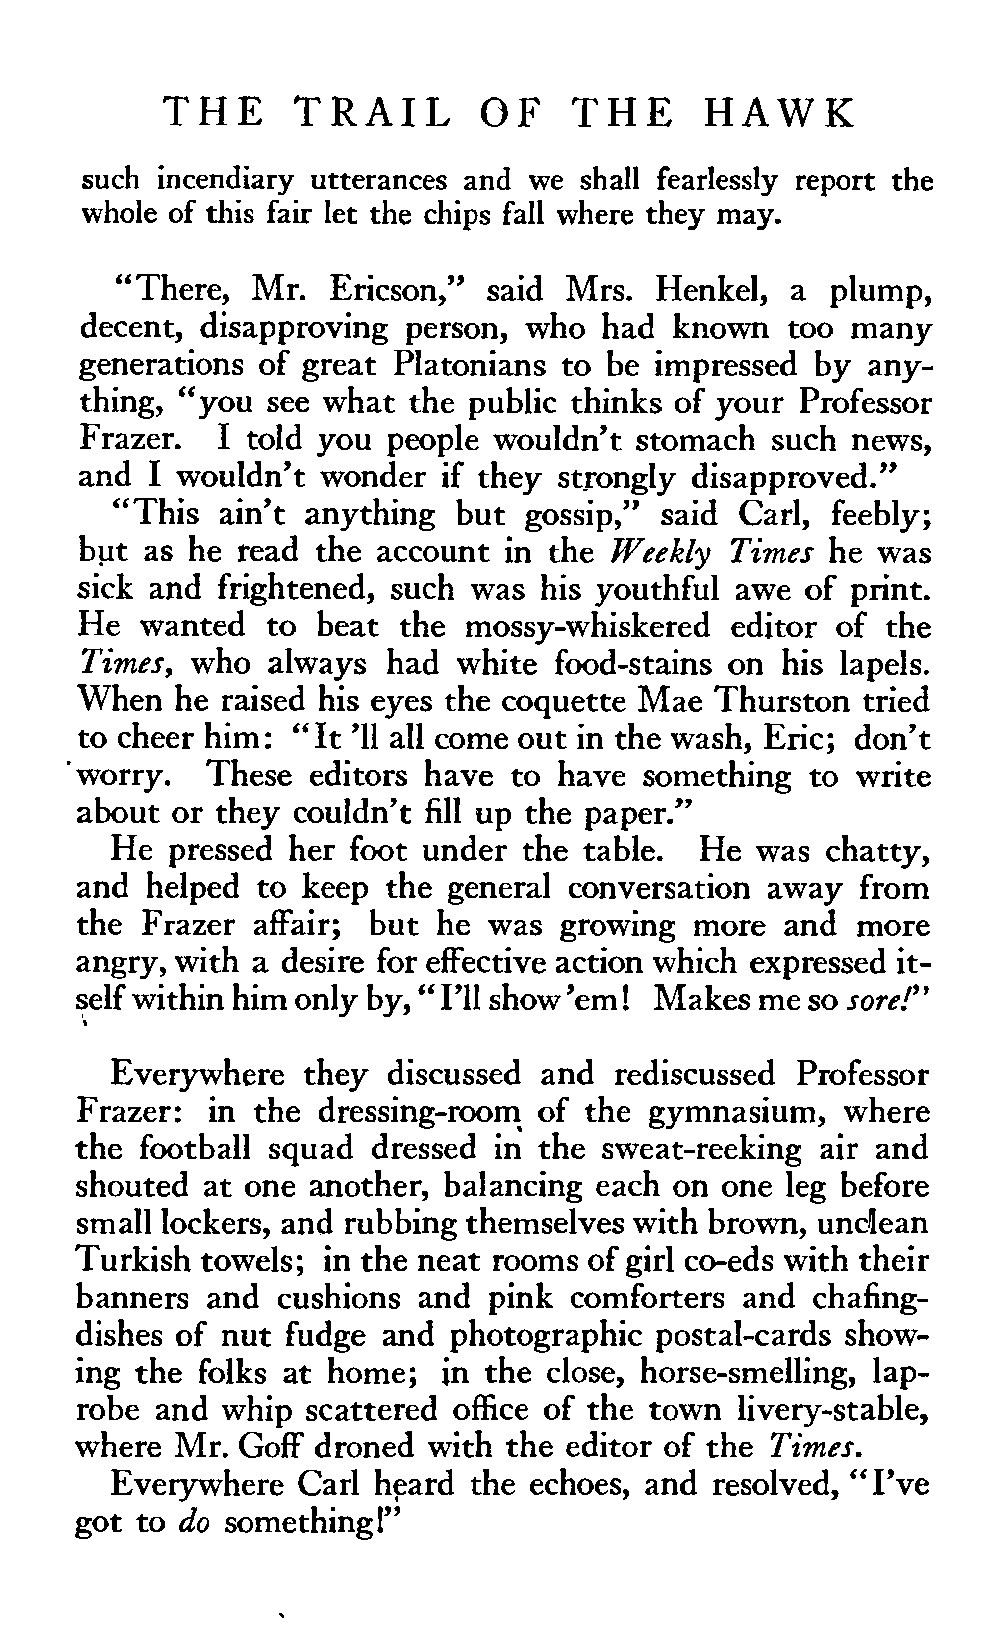 THE TRAIL OF THE HAWK
such incendiary utterances and we shall fearlessly report the
whole of this fair let the chips fall where they may.
"There, Mr. Ericson," said Mrs. Henkel, a plump,
decent, disapproving person, who had known too many
generations of great Platonians to be impressed by any-
thing, "you see what the public thinks of your Professor
Frazer. I told you people wouldn't stomach such news,
and I wouldn't wonder if they strongly disapproved."
"This ain't anything but gossip," said Carl, feebly;
but as he read the account in the Weekly Times he was
sick and frightened, such was his youthful awe of print.
He wanted to beat the mossy-whiskered editor of the
Times, who always had white food-stains on his lapels.
When he raised his eyes the coquette Mae Thurston tried
to cheer him: "It 'll all come out in the wash, Eric; don't
worry. These editors have to have something to write
about or they couldn't fill up the paper."
He pressed her foot under the table. He was chatty,
and helped to keep the general conversation away from
the Frazer affair; but he was growing more and more
angry, with a desire for effective action which expressed it-
self within him only by, "I'll show 'em! Makes me so sore!"
Everywhere they discussed and rediscussed Professor
Frazer: in the dressing-room of the gymnasium, where
the football squad dressed in the sweat-reeking air and
shouted at one another, balancing each on one leg before
small lockers, and rubbing themselves with brown, unclean
Turkish towels; in the neat rooms of girl co-eds with their
banners and cushions and pink comforters and chafing-
dishes of nut fudge and photographic postal-cards show-
ing the folks at home; in the close, horse-smelling, lap-
robe and whip scattered office of the town livery-stable,
where Mr. Goff droned with the editor of the Times.
Everywhere Carl heard the echoes, and resolved, "I've
got to do something!"